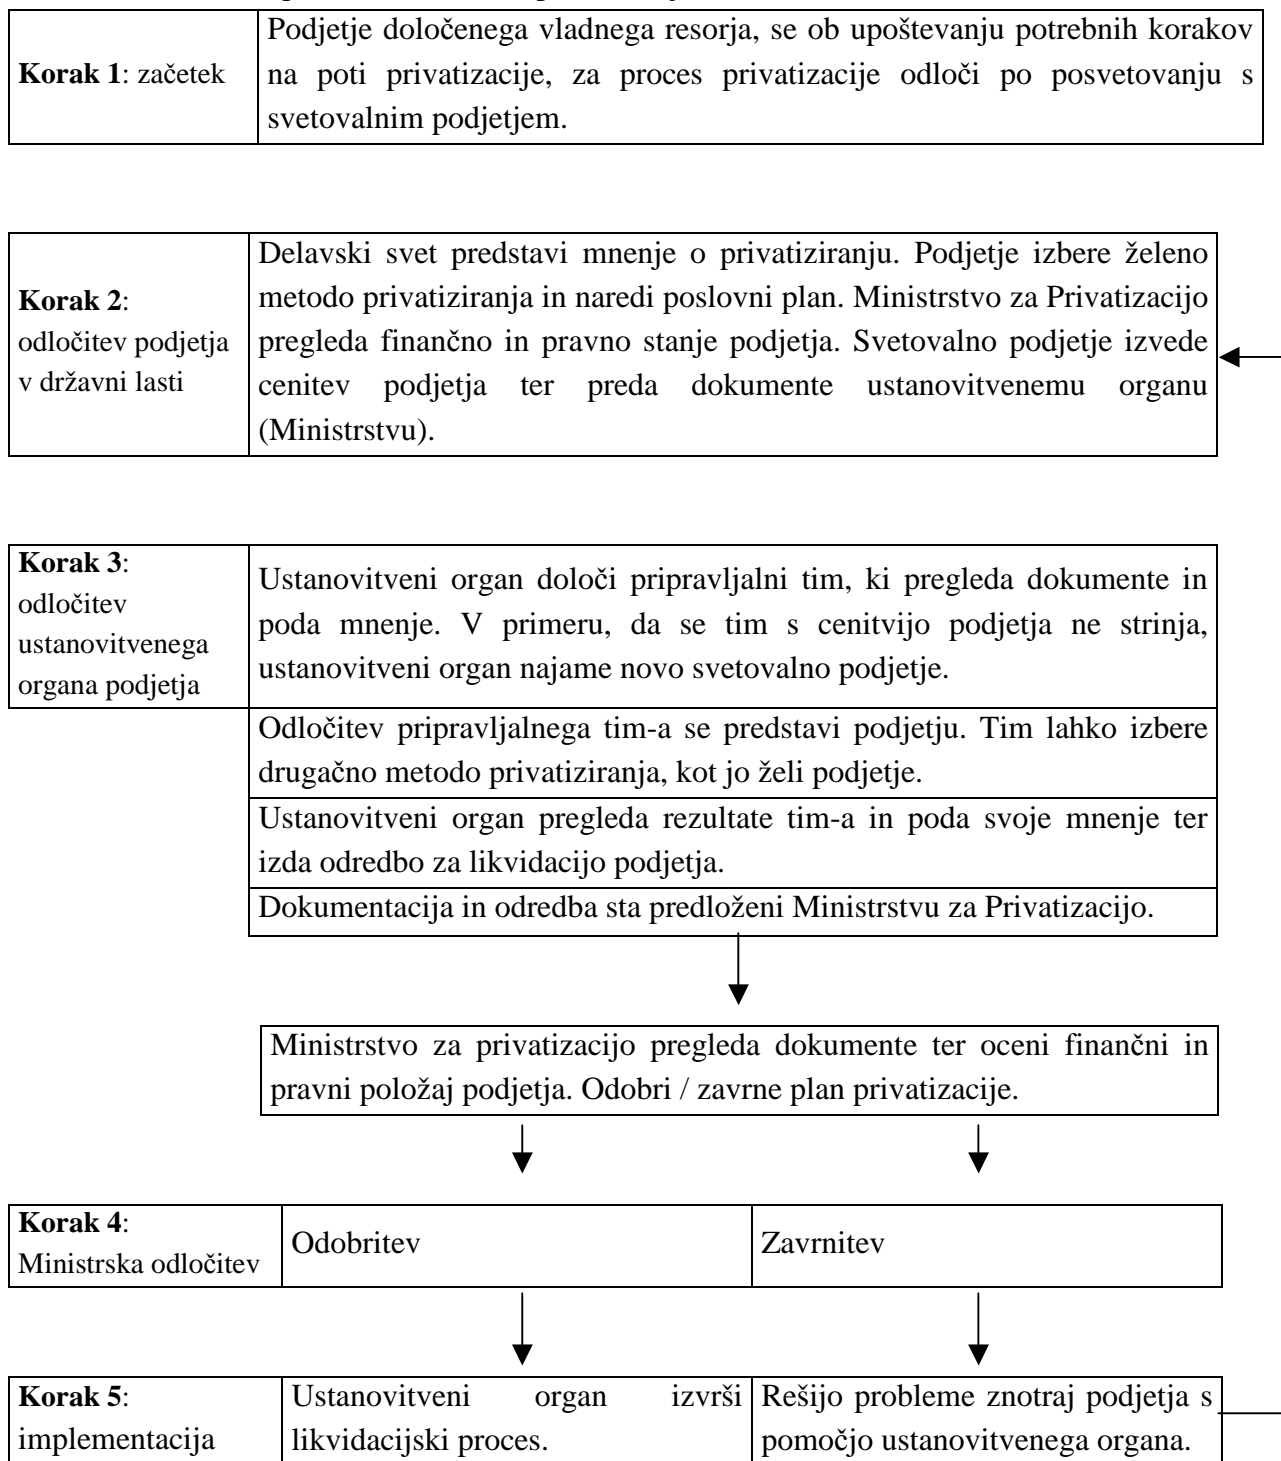 Korak 1: začetek
Podjetje določenega vladnega resorja, se ob upoštevanju potrebnih korakov
na poti privatizacije, za proces privatizacije odloči po posvetovanju s
svetovalnim podjetjem.
Korak 2:
odločitev podjetja
v državni lasti
Delavski svet predstavi mnenje o privatiziranju. Podjetje izbere želeno
metodo privatiziranja in naredi poslovni plan. Ministrstvo za Privatizacijo
pregleda finančno in pravno stanje podjetja. Svetovalno podjetje izvede
cenitev podjetja ter preda dokumente ustanovitvenemu organu
(Ministrstvu).
Korak 3:
odločitev
ustanovitvenega
organa podjetja
Ustanovitveni organ določi pripravljalni tim, ki pregleda dokumente in
poda mnenje. V primeru, da se tim s cenitvijo podjetja ne strinja,
ustanovitveni organ najame novo svetovalno podjetje.
Odločitev pripravljalnega tim-a se predstavi podjetju. Tim lahko izbere
drugačno metodo privatiziranja, kot jo želi podjetje.
Ustanovitveni organ pregleda rezultate tim-a in poda svoje mnenje ter
izda odredbo za likvidacijo podjetja.
Dokumentacija in odredba sta predloženi Ministrstvu za Privatizacijo.
Ministrstvo za privatizacijo pregleda dokumente ter oceni finančni in
pravni položaj podjetja. Odobri / zavrne plan privatizacije.
Korak 4:
Ministrska odločitev
Odobritev
Zavrnitev
Korak 5:
implementacija
Ustanovitveni organ izvrši
likvidacijski proces.
Rešijo probleme znotraj podjetja s
pomočjo ustanovitvenega organa.